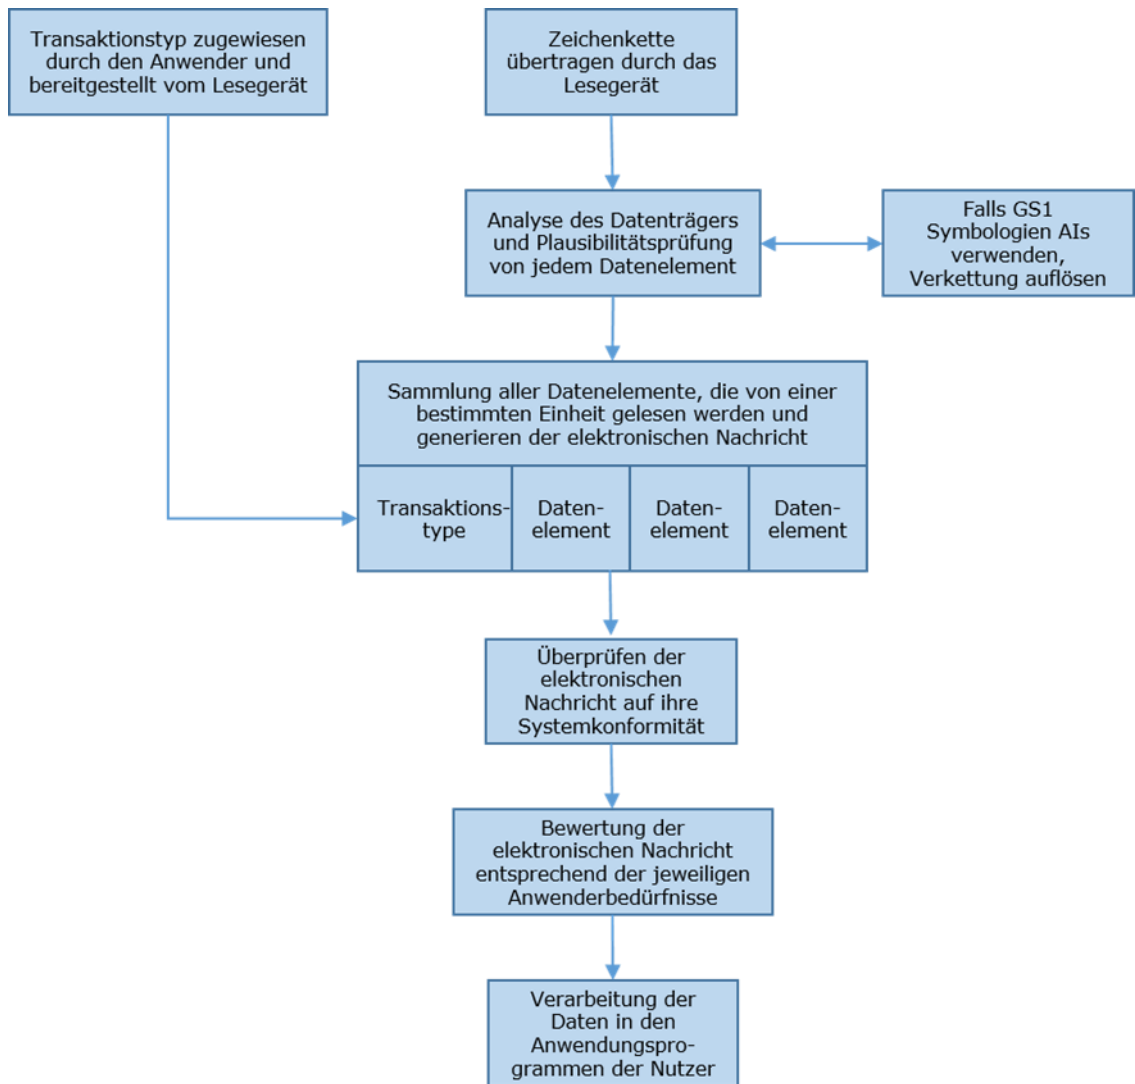 Transaktionstyp zugewiesen
durch den Anwender und
bereitgestellt vom Lesegerät
Zeichenkette
übertragen durch das
Lesegerät
Analyse des Datenträgers
und Plausibilitätsprüfung
von jedem Datenelement
Falls GS1
Symbologien AIs
verwenden,
Verkettung auflösen
Sammlung aller Datenelemente, die von einer
bestimmten Einheit gelesen werden und
generieren der elektronischen Nachricht
Transaktions-
type
Daten-
element
Daten-
element
Daten-
element
Überprüfen der
elektronischen
Nachricht auf ihre
Systemkonformität
Bewertung der
elektronischen Nachricht
entsprechend der jeweiligen
Anwenderbedürfnisse
Verarbeitung der
Daten in den
Anwendungspro-
grammen der Nutzer